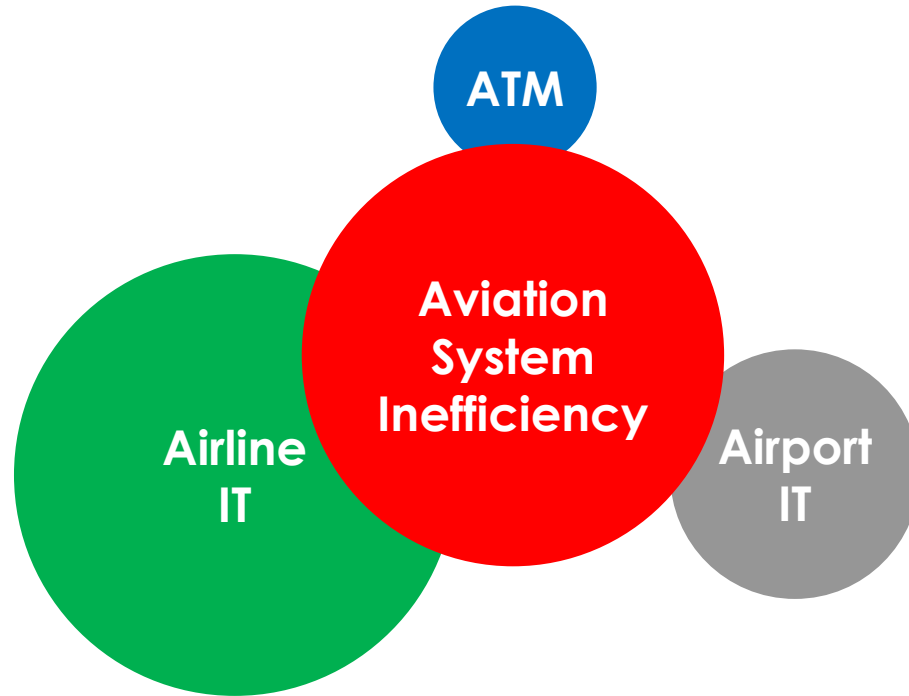 ATM
Aviation
System
Inefficiency
Airline
IT
Airport
IT